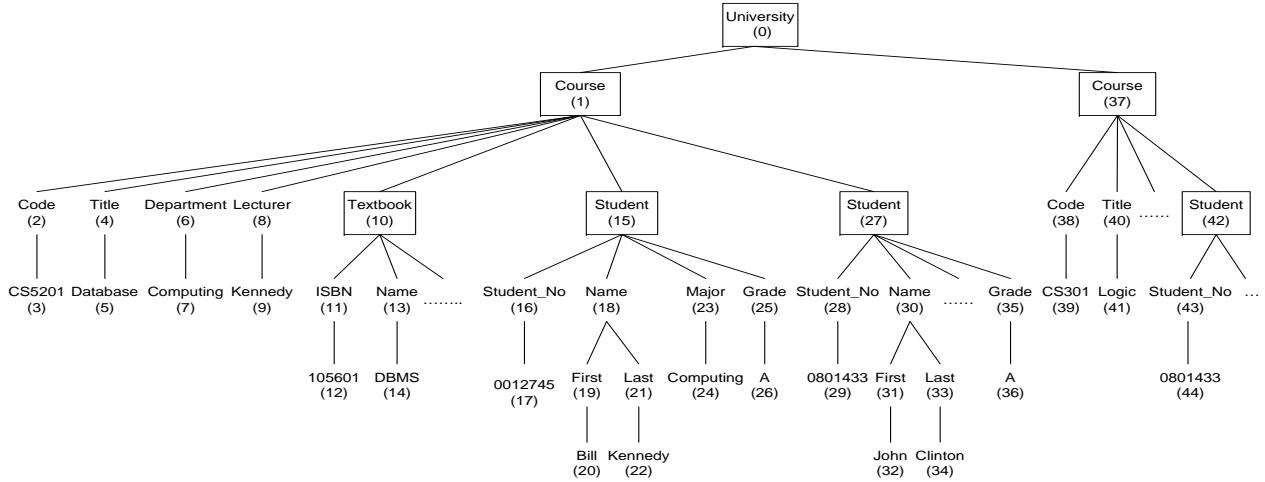 University
(0)
Course
(1)
Course
(37)
Code
(2)
Title
(4)
Department
(6)
Lecturer
(8)
Textbook
(10)
Student
(15)
Student
(27)
Code
(38)
Title
(40)
......
Student
(42)
CS5201
(3)
Database
(5)
Computing
(7)
Kennedy
(9)
ISBN
(11)
Name
(13)
........
Student_No
(16)
Name
(18)
Major
(23)
Grade
(25)
Student_No
(28)
Name
(30)
......
Grade
(35)
CS301
(39)
Logic
(41)
Student_No
(43)
...
105601
(12)
DBMS
(14)
0012745
(17)
First
(19)
Last
(21)
Computing
(24)
A
(26)
0801433
(29)
First
(31)
Last
(33)
A
(36)
0801433
(44)
Bill
(20)
Kennedy
(22)
John
(32)
Clinton
(34)